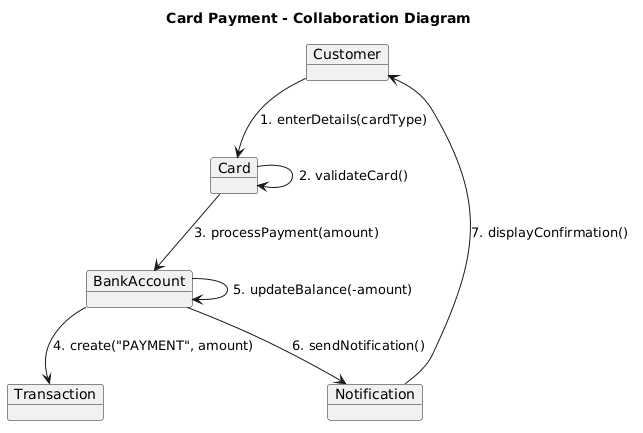 Card Payment - Collaboration Diagram
Customer
1. enterDetails(cardType)
Card
2. validateCard()
3. processPayment(amount)
7. displayConfirmation()
BankAccount
5. updateBalance(-amount)
4. create("PAYMENT", amount)
6. sendNotification()
Transaction
Notification